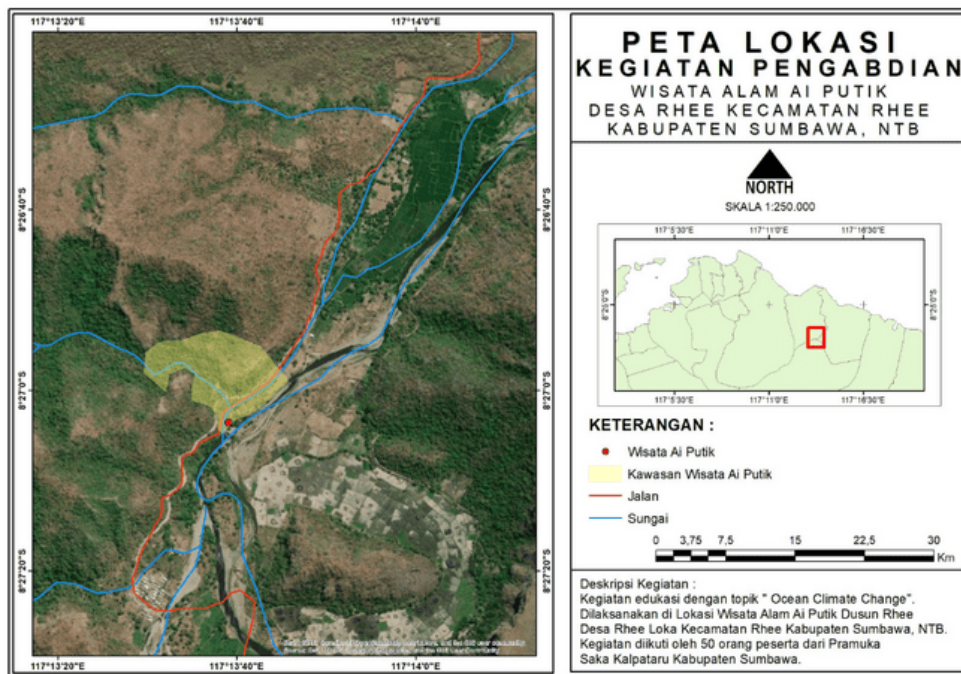 117°13'20"E 117°13'40"E 117°14'0"E
8°26'40"S 8°26'40"S
8°27'0"S 8°27'0"S
8°27'20"S 8°27'20"S
117°13'20"E 117°13'40"E 117°14'0"E
PETA LOKASI
KEGIATAN PENGABDIAN
WISATA ALAM AI PUTIK
DESA RHEE KECAMATAN RHEE
KABUPATEN SUMBAWA, NTB
NORTH
SKALA 1:250.000
117°5'30"E 117°11'0"E 117°16'30"E
8°25'0"S 8°25'0"S
117°5'30"E 117°11'0"E 117°16'30"E
KETERANGAN :
Wisata Ai Putik
Kawasan Wisata Ai Putik
Jalan
Sungai
0 3,75 7,5 15 22,5 30
Km
Deskripsi Kegiatan :
Kegiatan edukasi dengan topik " Ocean Climate Change".
Dilaksanakan di Lokasi Wisata Alam Ai Putik Dusun Rhee
Desa Rhee Loka Kecamatan Rhee Kabupaten Sumbawa, NTB.
Kegiatan diikuti oleh 50 orang peserta dari Pramuka
Saka Kalpataru Kabupaten Sumbawa.